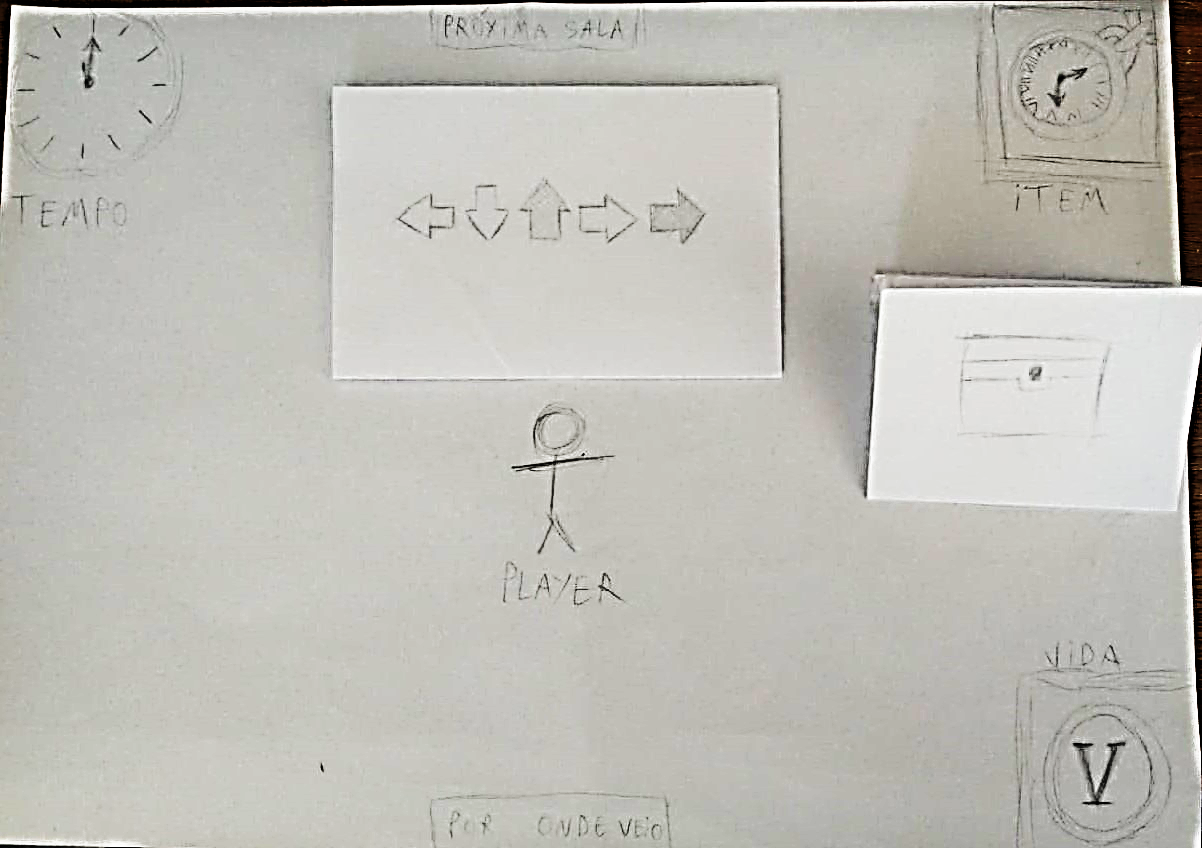 PRÓXIMA SALA
TEMPO
ITEM
PLAYER
VIDA
V
POR ONDE VEIO